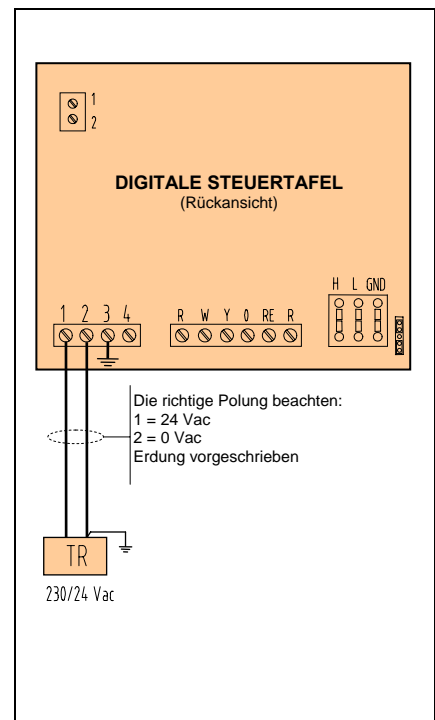 1
2
DIGITALE STEUERTAFEL
(Rückansicht)
H L GND
1 2 3 4
R W Y 0 RE R
Die richtige Polung beachten:
1 = 24 Vac
2 = 0 Vac
Erdung vorgeschrieben
TR
230/24 Vac